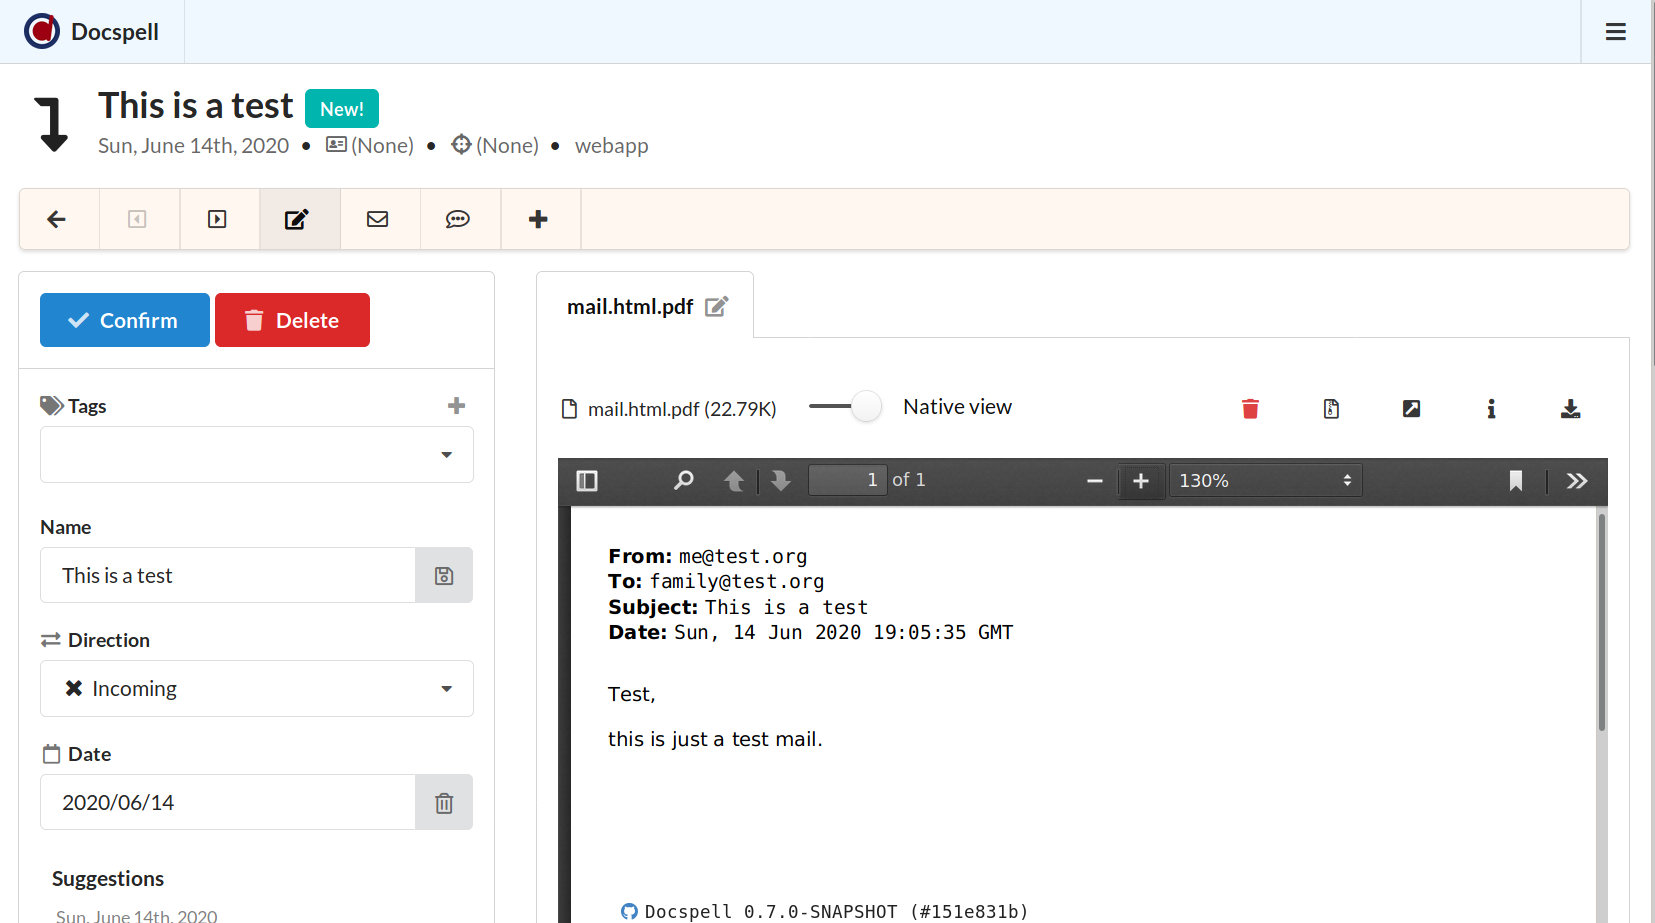 Docspell
This is a test New!
Sun, June 14th, 2020 • (None) • (None) • webapp
Confirm Delete
Tags
Name
This is a test
Direction
Incoming
Date
2020/06/14
Suggestions
Sun, June 14th, 2020
mail.html.pdf
mail.html.pdf (22.79K) Native view
1 of 1 130%
From: me@test.org
To: family@test.org
Subject: This is a test
Date: Sun, 14 Jun 2020 19:05:35 GMT
Test,
this is just a test mail.
Docspell 0.7.0-SNAPSHOT (#151e831b)